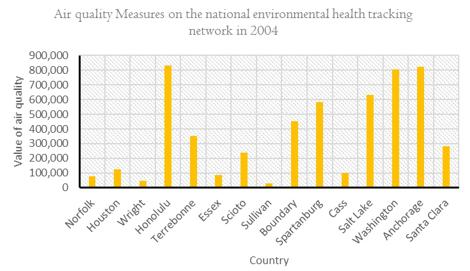 Air quality Measures on the national environmental health tracking
network in 2004
900,000
800,000
700,000
600,000
500,000
400,000
300,000
200,000
100,000
0
Value of air quality
Norfolk
Houston
Wright
Honolulu
Terrebonne
Essex
Scioto
Sullivan
Boundary
Spartanburg
Cass
Salt Lake
Washington
Anchorage
Santa Clara
Country